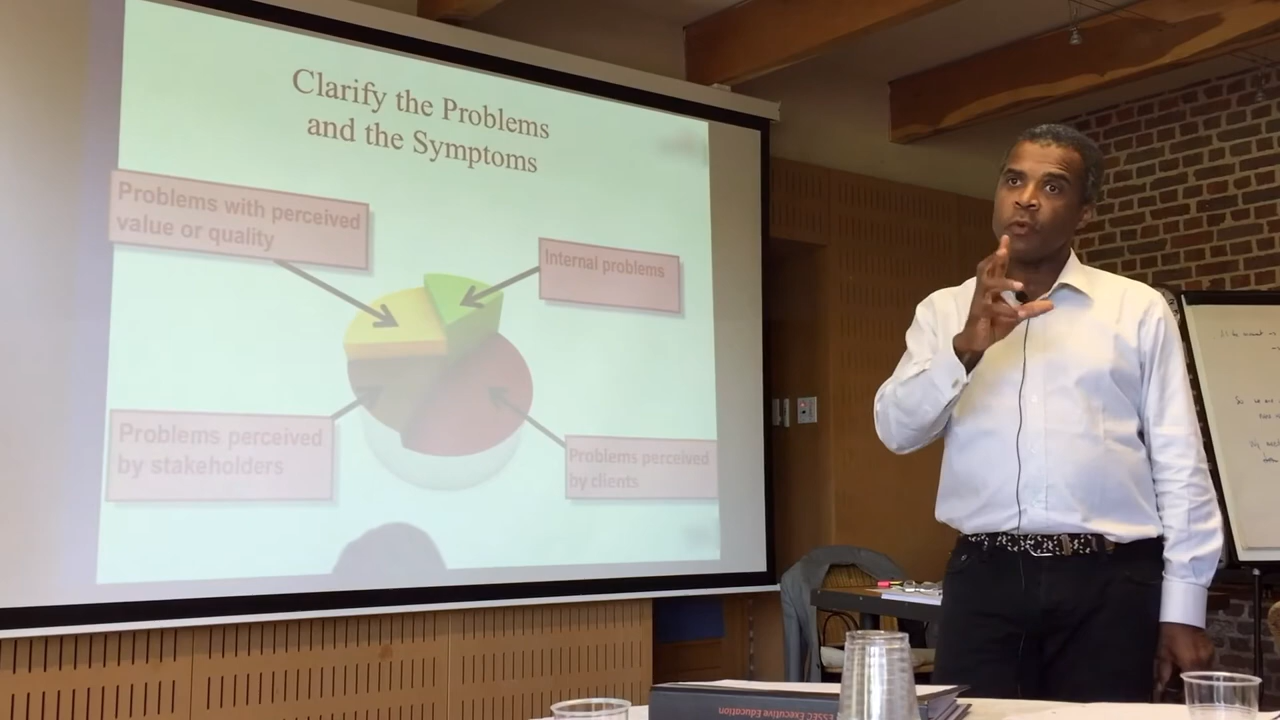 Clarify the Problems
and the Symptoms
Problems with perceived
value or quality
Internal problems
Problems perceived
by stakeholders
Problems perceived
by clients
ESSEC Executive Education